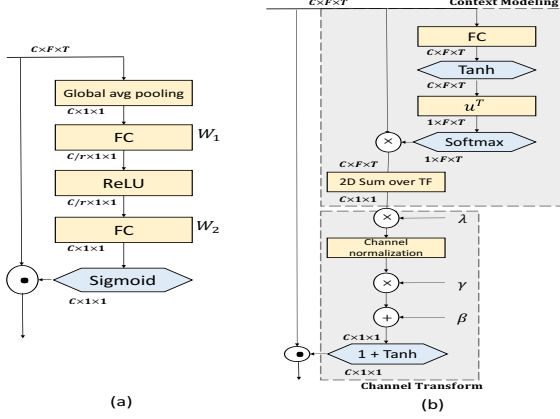 C×F×T
Global avg pooling
C×1×1
FC
W₁
C/r×1×1
ReLU
C/r×1×1
FC
W₂
C×1×1
Sigmoid
C×1×1
(a)
Context Modeling
C×F×T
FC
C×F×T
Tanh
C×F×T
uᵀ
1×F×T
Softmax
1×F×T
×
C×F×T
2D Sum over TF
C×1×1
×
λ
Channel
normalization
×
γ
+
β
C×1×1
1 + Tanh
C×1×1
Channel Transform
(b)